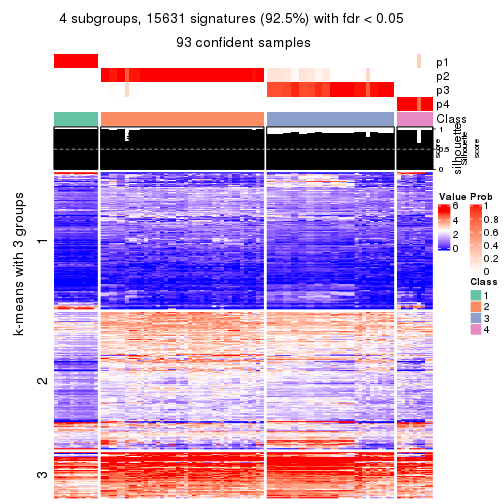 4 subgroups, 15631 signatures (92.5%) with fdr < 0.05
93 confident samples
p1
p2
p3
p4
Class
1
0.5
0
silhouette
Silhouette
score
k-means with 3 groups
1
2
3
Value
6
4
2
0
Prob
1
0.8
0.6
0.4
0.2
0
Class
1
2
3
4